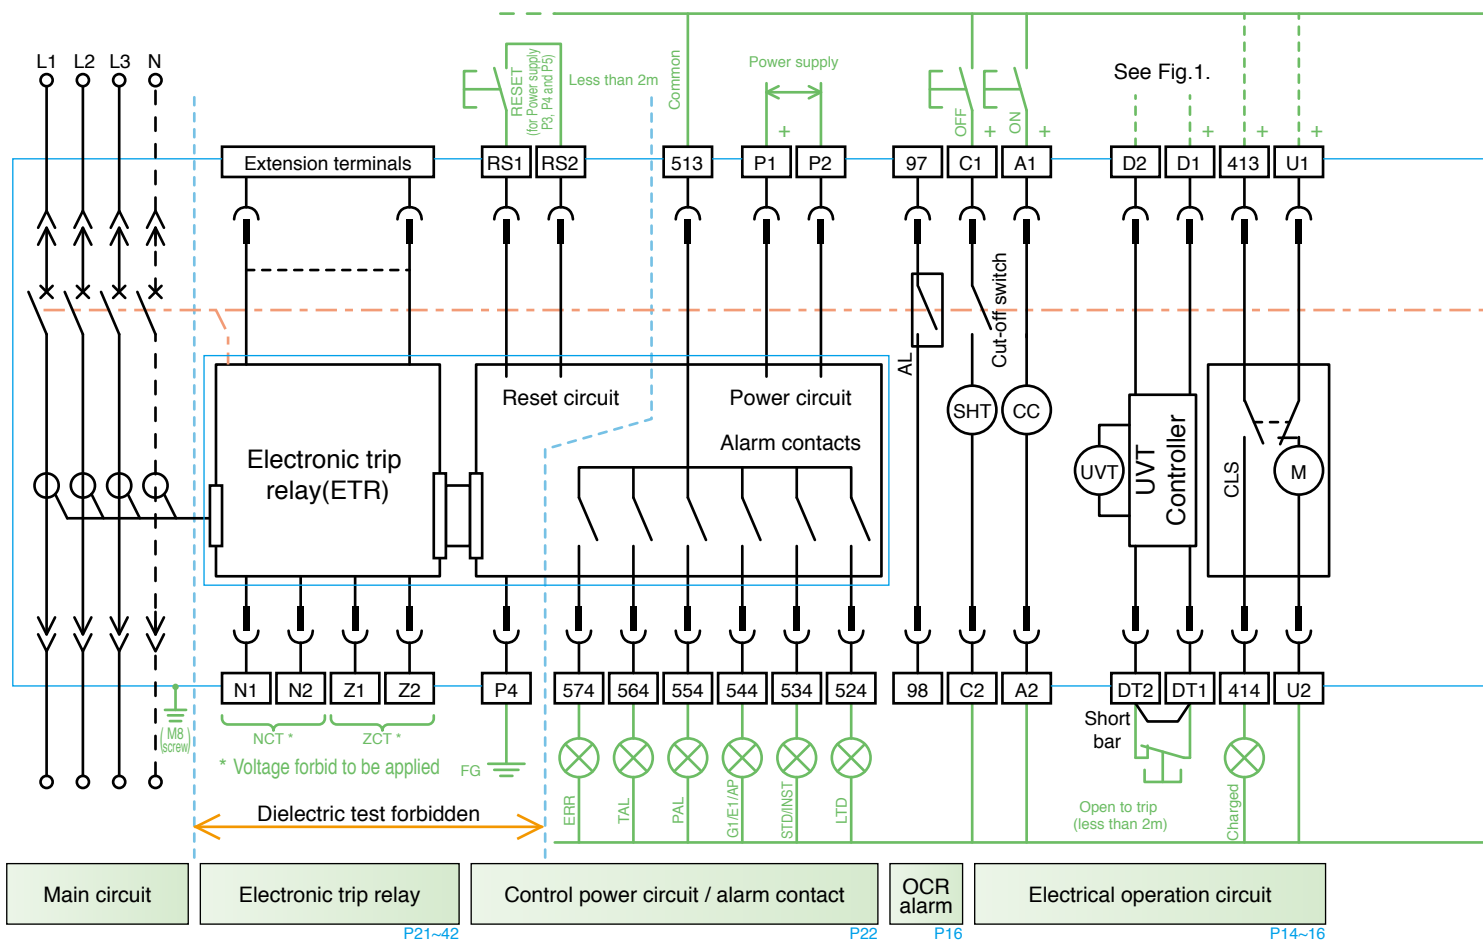 L1 L2 L3 N
RESET
(for Power supply
P3, P4 and P5)
Less than 2m
Common
Power supply
+
OFF
+
ON
+
See Fig.1.
+
+
+
Extension terminals
RS1 RS2 513 P1 P2 97 C1 A1 D2 D1 413 U1
Cut-off switch
AL
Reset circuit
Power circuit
Alarm contacts
SHT CC
Electronic trip
relay(ETR)
UVT
UVT
Controller
CLS
M
N1 N2 Z1 Z2 P4 574 564 554 544 534 524 98 C2 A2 DT2 DT1 414 U2
(M8
screw)
NCT *
ZCT *
* Voltage forbid to be applied
FG
Short
bar
ERR
TAL
PAL
G1/E1/AP
STD/INST
LTD
Open to trip
(less than 2m)
Charged
Dielectric test forbidden
Main circuit
Electronic trip relay
Control power circuit / alarm contact
OCR
alarm
Electrical operation circuit
P21~42
P22
P16
P14~16